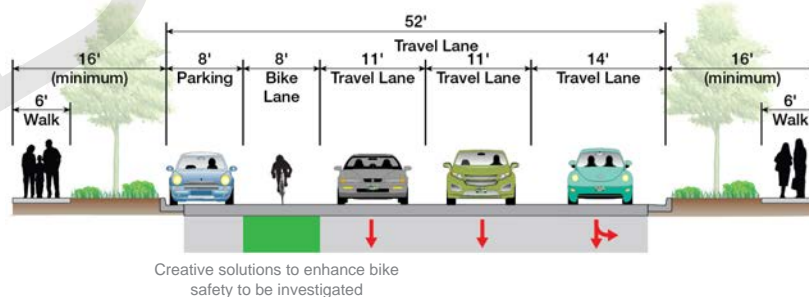 52'
Travel Lane
16' 8' 8' 11' 11' 14' 16'
(minimum) Parking Bike Travel Lane Travel Lane Travel Lane (minimum)
Lane
6' 6'
Walk Walk
Creative solutions to enhance bike
safety to be investigated